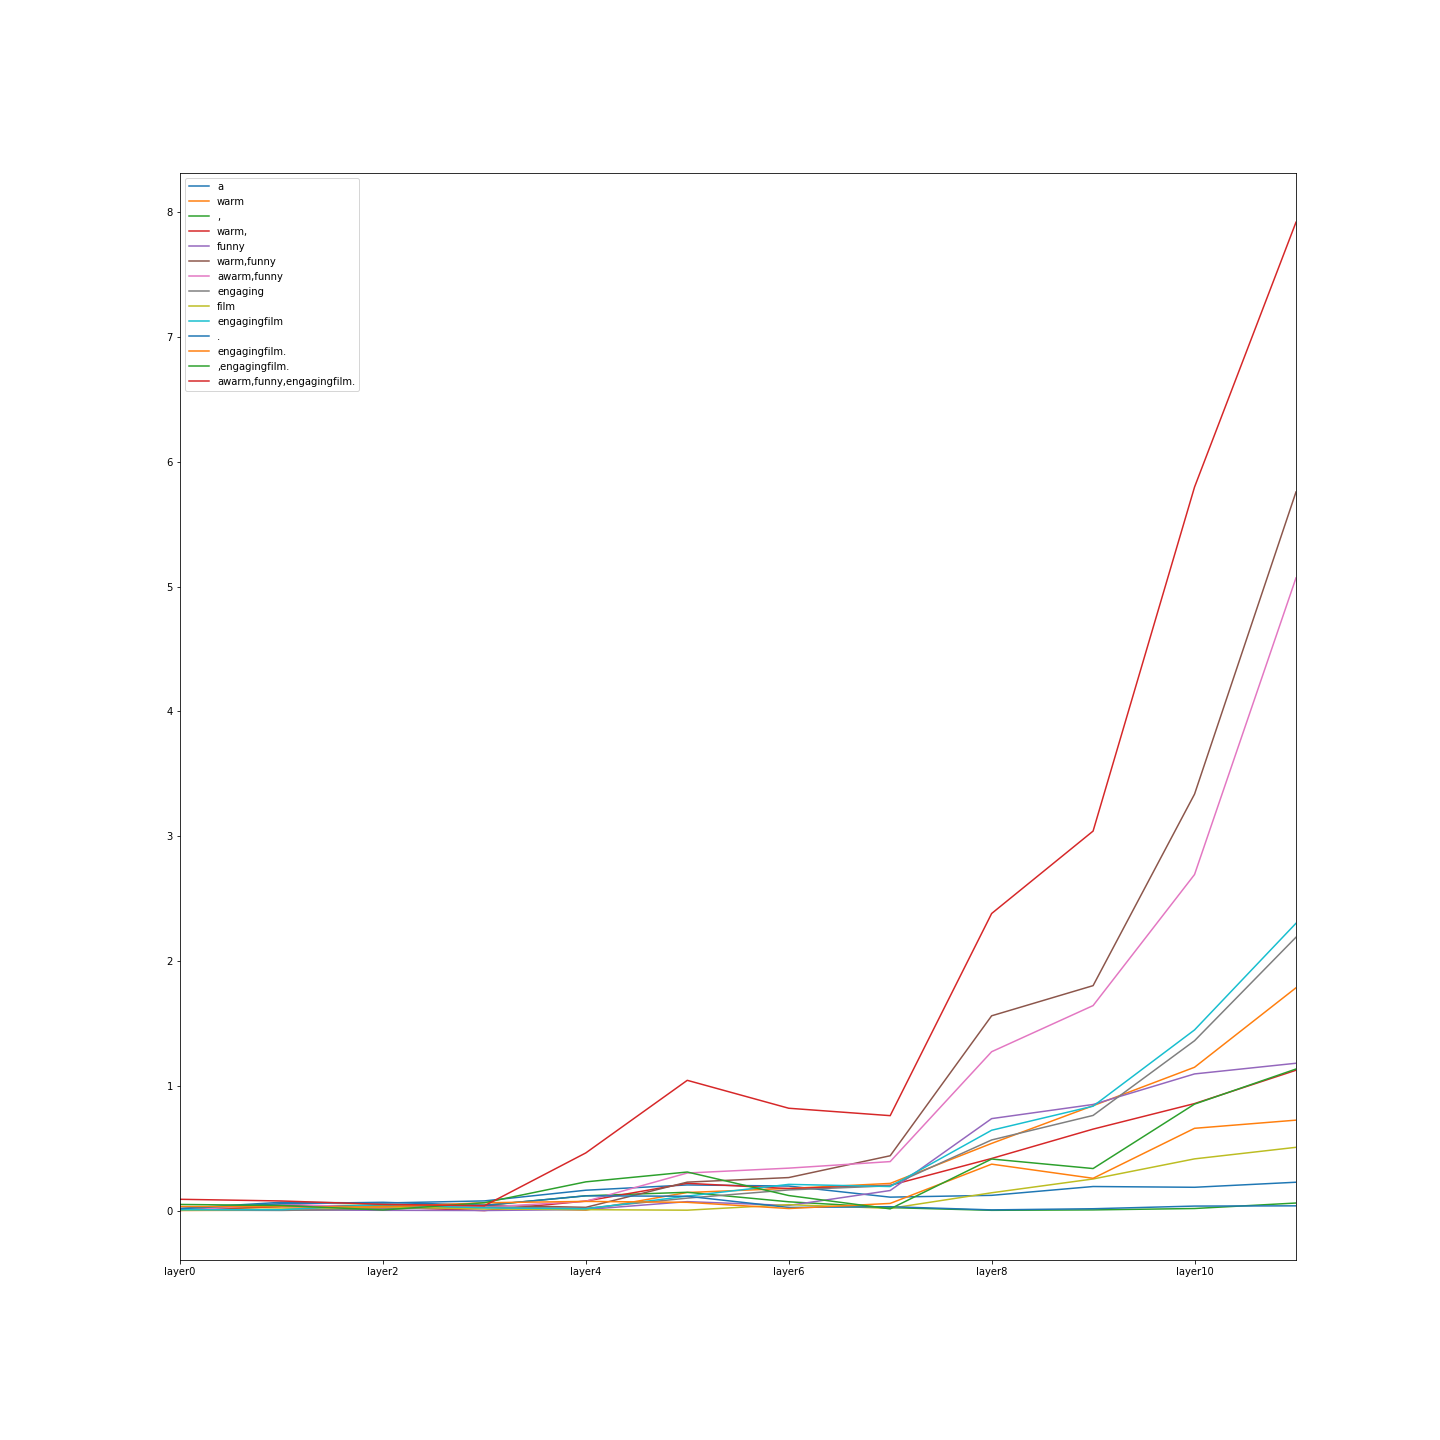 8
7
6
5
4
3
2
1
0
a
warm
,
warm,
funny
warm,funny
awarm,funny
engaging
film
engagingfilm
.
engagingfilm.
,engagingfilm.
awarm,funny,engagingfilm.
layer0 layer2 layer4 layer6 layer8 layer10